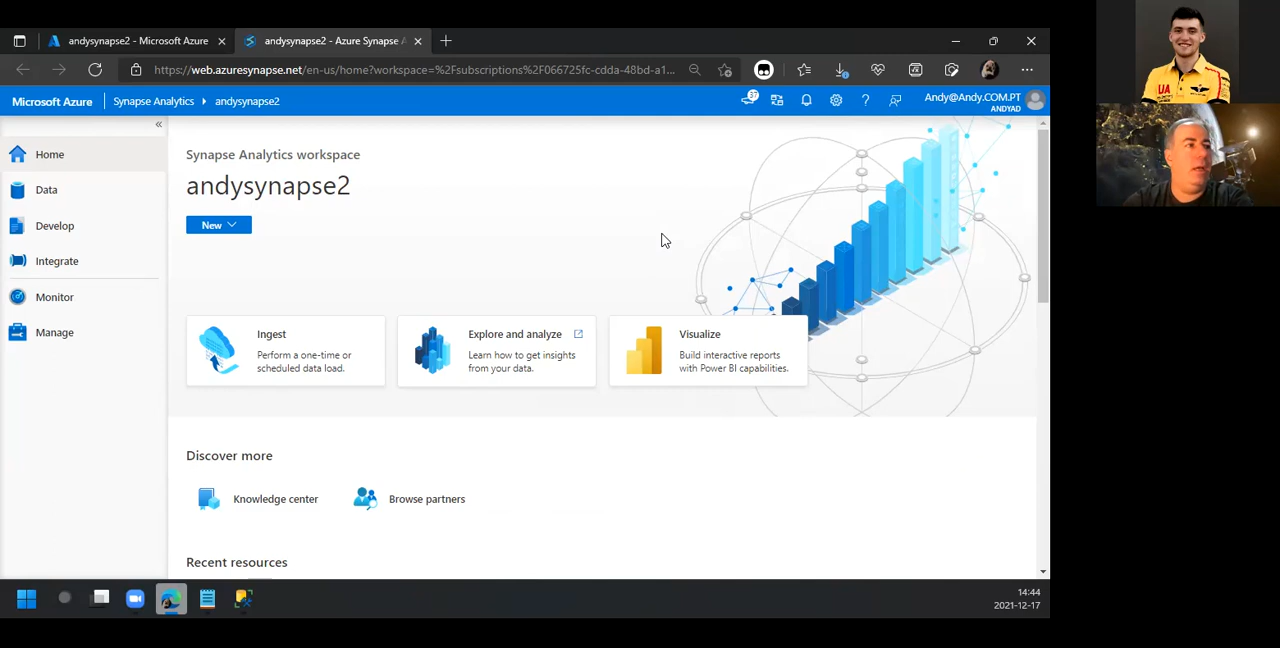 andysynapse2 - Microsoft Azure
andysynapse2 - Azure Synapse A
https://web.azuresynapse.net/en-us/home?workspace=%2Fsubscriptions%2F066725fc-cdda-48bd-a1...
Microsoft Azure
Synapse Analytics
andysynapse2
37
Andy@Andy.COM.PT
ANDYAD
Home
Data
Develop
Integrate
Monitor
Manage
Synapse Analytics workspace
andysynapse2
New
Ingest
Perform a one-time or
scheduled data load.
Explore and analyze
Learn how to get insights
from your data.
Visualize
Build interactive reports
with Power BI capabilities.
Discover more
Knowledge center
Browse partners
Recent resources
14:44
2021-12-17
UA